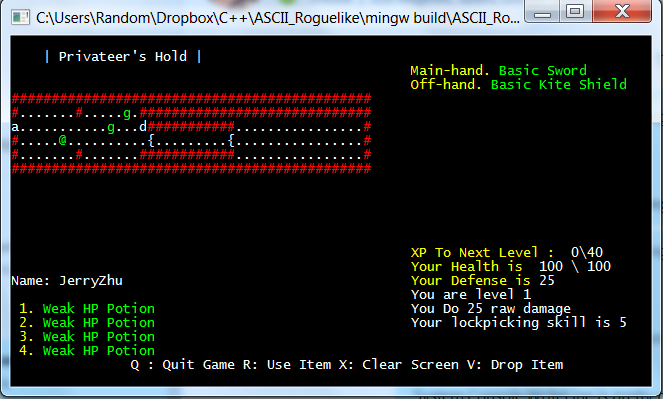 C:\Users\Random\Dropbox\C++\ASCII_Roguelike\mingw build\ASCII_Ro...
| Privateer's Hold |
Main-hand. Basic Sword
Off-hand. Basic Kite Shield
#############################################
#.......#.....g.#############################
a...........g...d###########................#
#.....@..........{.........{................#
#.......#.......############................#
#############################################
XP To Next Level :  0\40
Your Health is  100 \ 100
Your Defense is 25
Name: JerryZhu
You are level 1
You Do 25 raw damage
Your lockpicking skill is 5
1. Weak HP Potion
2. Weak HP Potion
3. Weak HP Potion
4. Weak HP Potion
Q : Quit Game R: Use Item X: Clear Screen V: Drop Item